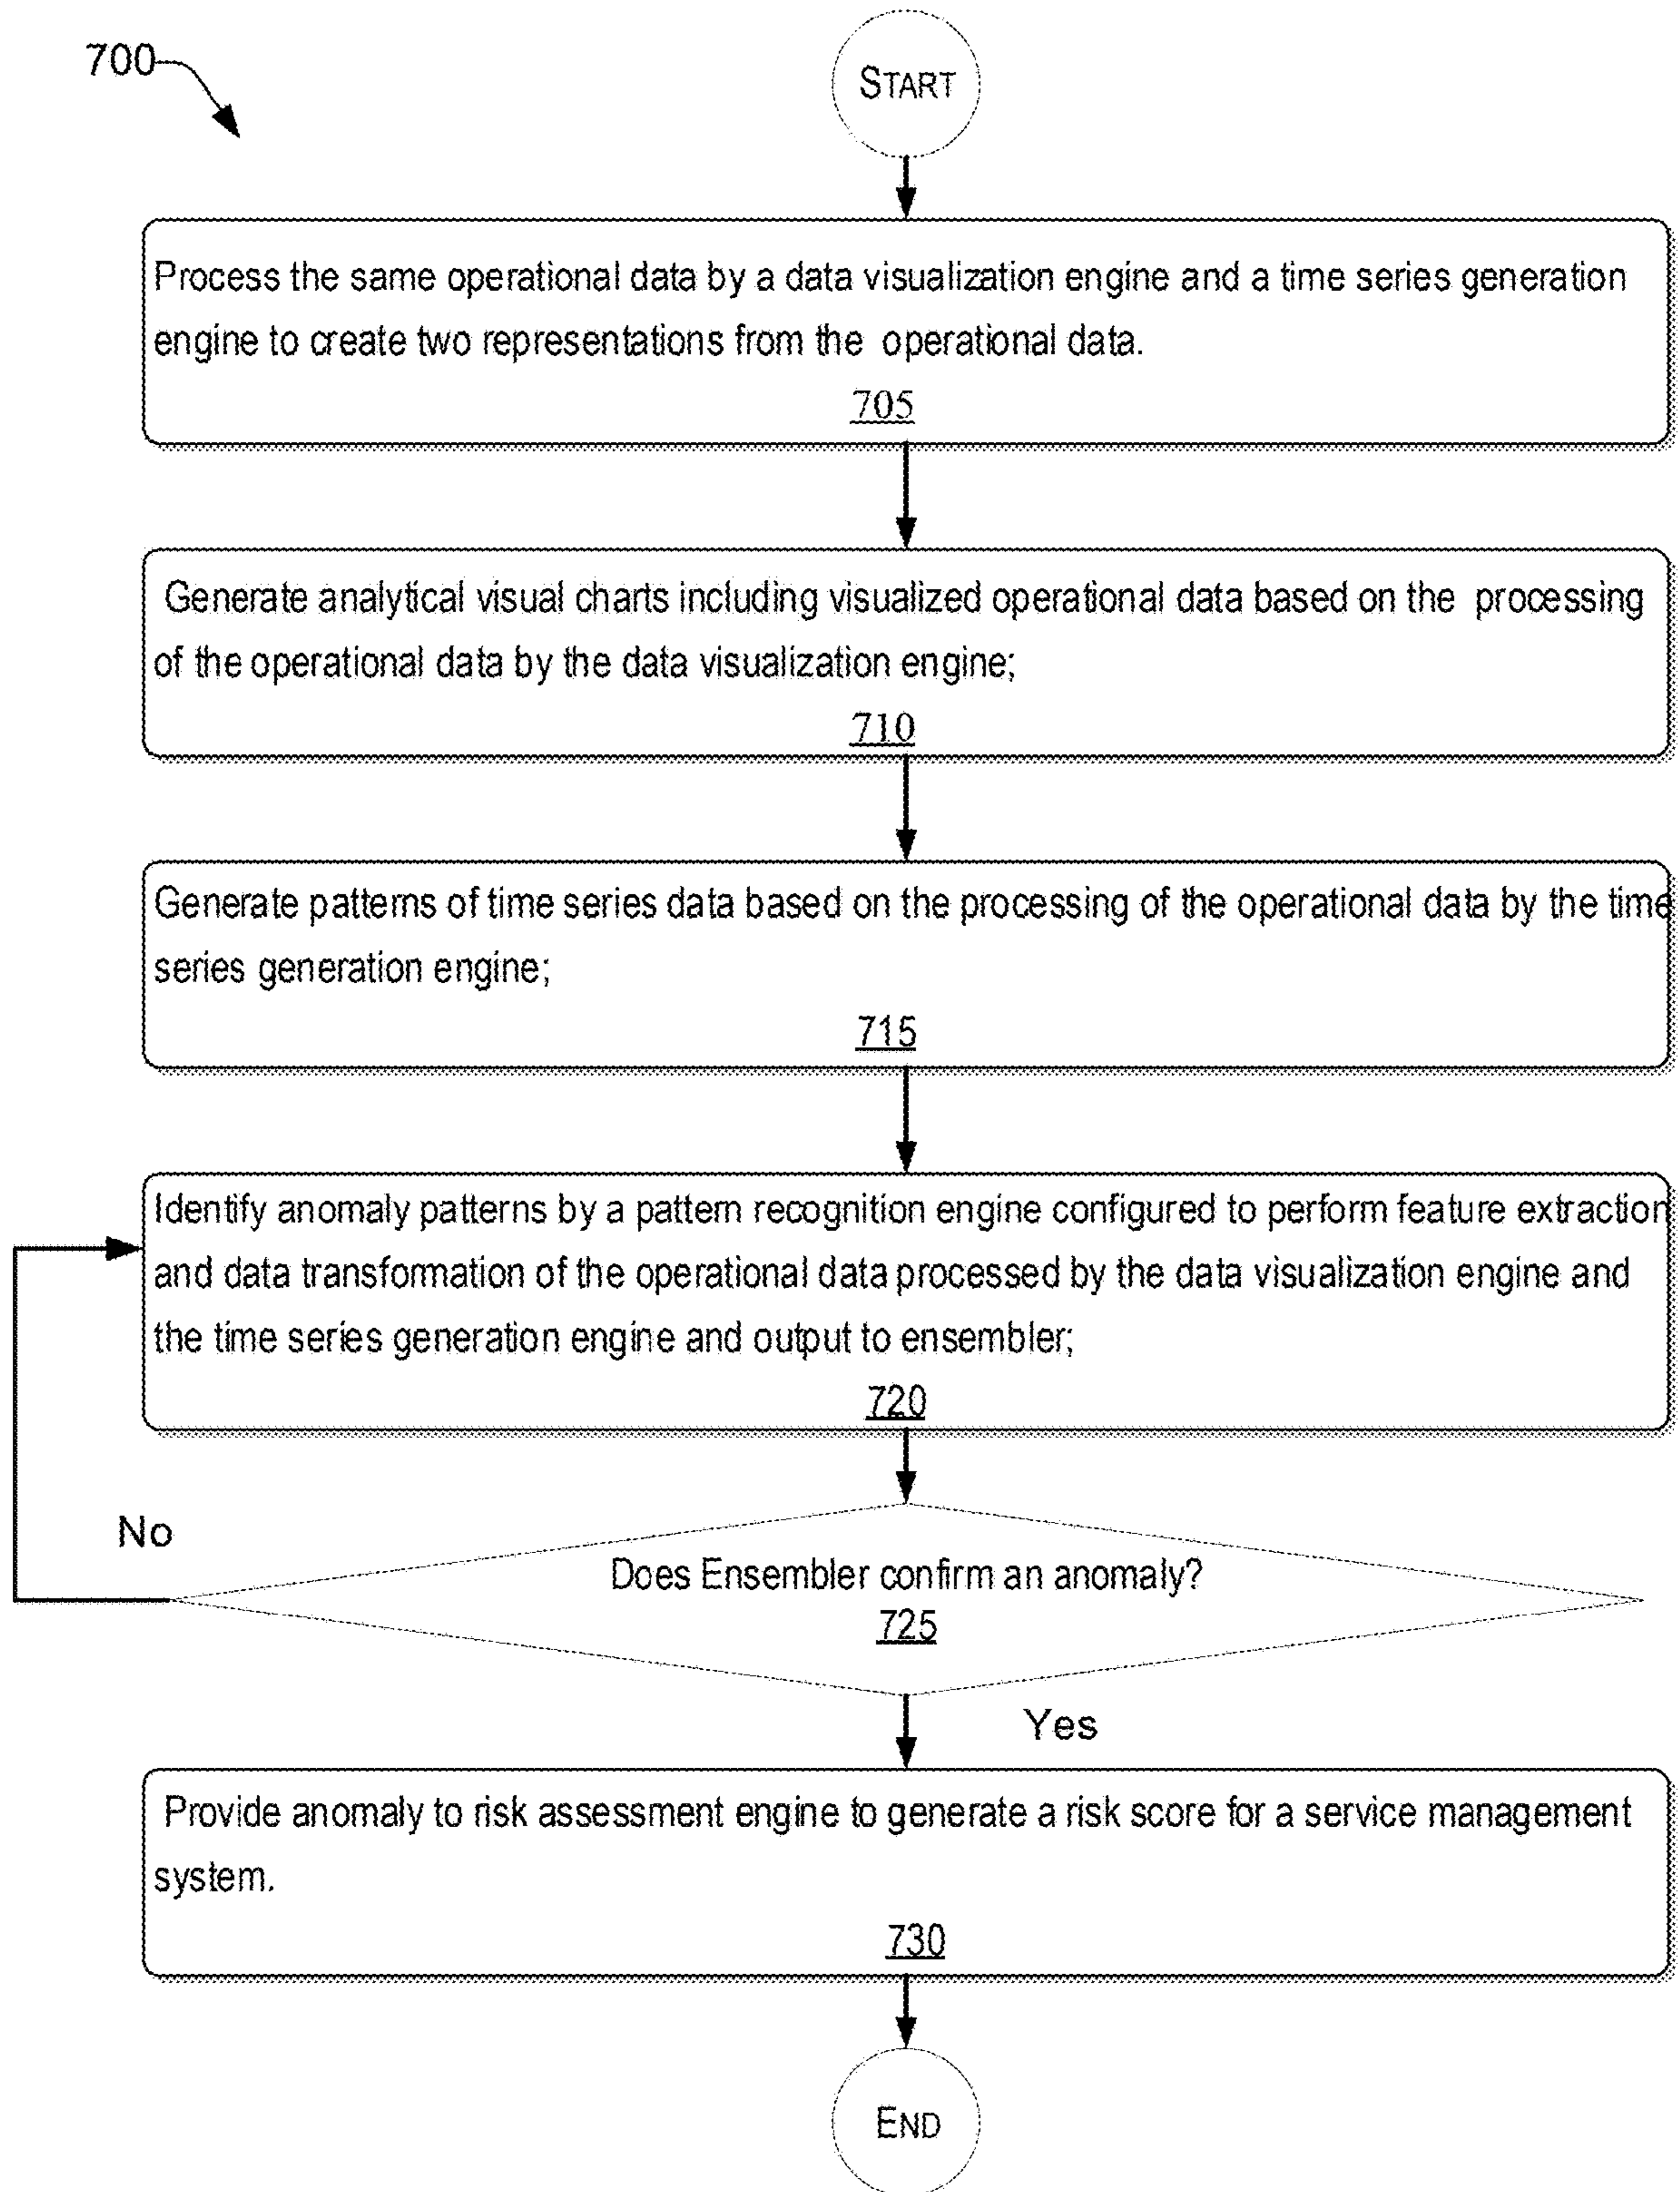 700
START
Process the same operational data by a data visualization engine and a time series generation
engine to create two representations from the operational data.
705
Generate analytical visual charts including visualized operational data based on the processing
of the operational data by the data visualization engine;
710
Generate patterns of time series data based on the processing of the operational data by the time
series generation engine;
715
Identify anomaly patterns by a pattern recognition engine configured to perform feature extraction
and data transformation of the operational data processed by the data visualization engine and
the time series generation engine and output to ensembler;
720
No
Does Ensembler confirm an anomaly?
725
Yes
Provide anomaly to risk assessment engine to generate a risk score for a service management
system.
730
END